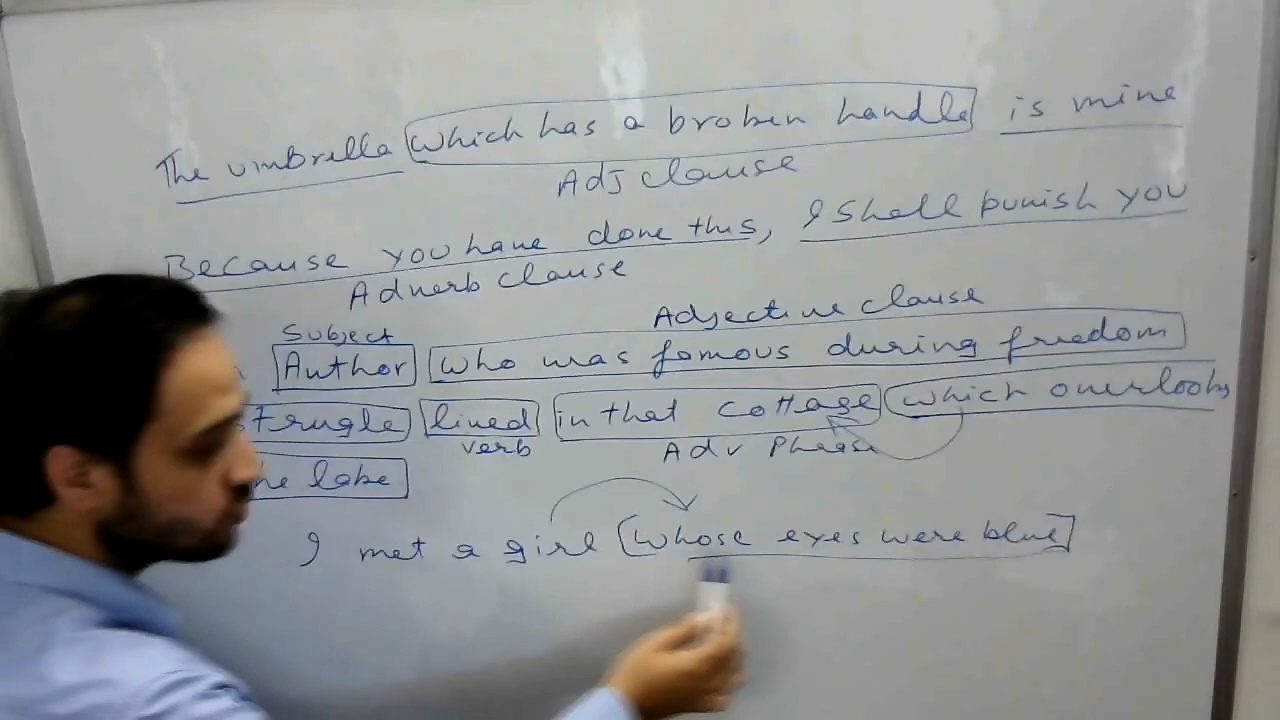 The umbrella which has a broken handle is mine
Adj clause
Because you have done this, I shall punish you
Adverb clause
Subject
Adjective clause
Author who was famous during freedom
strugle lived in that cottage which overlooks
verb
Adv Phrase
lake
I met a girl [whose eyes were blue]